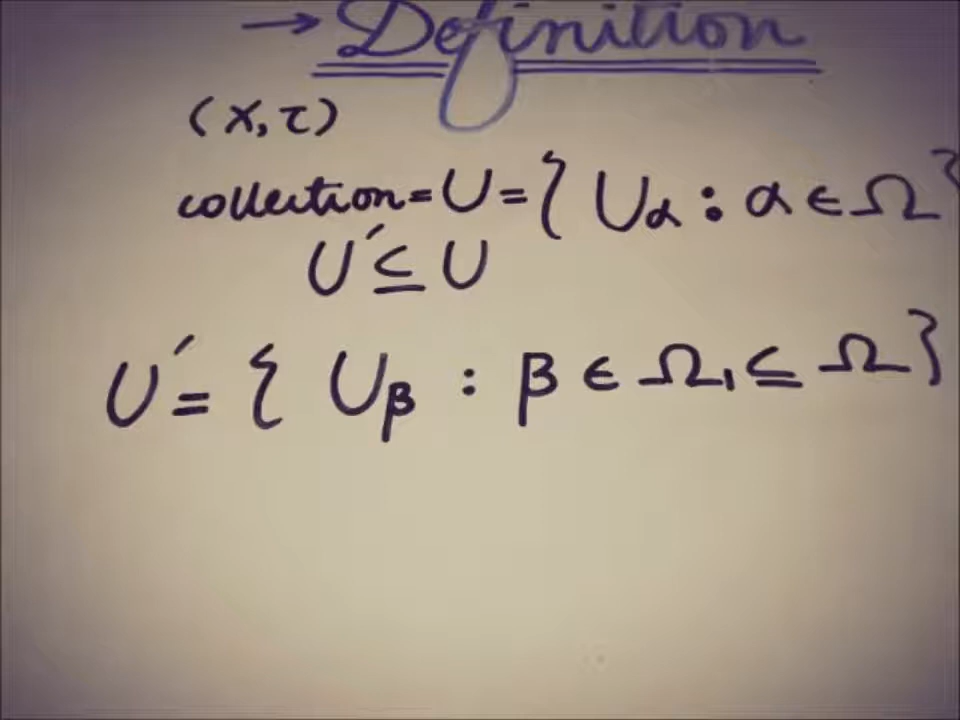 → Definition
(X, τ)
collection = U = { Uα : α ∈ Ω }
U′ ⊆ U
U′ = { Uβ : β ∈ Ω₁ ⊆ Ω }